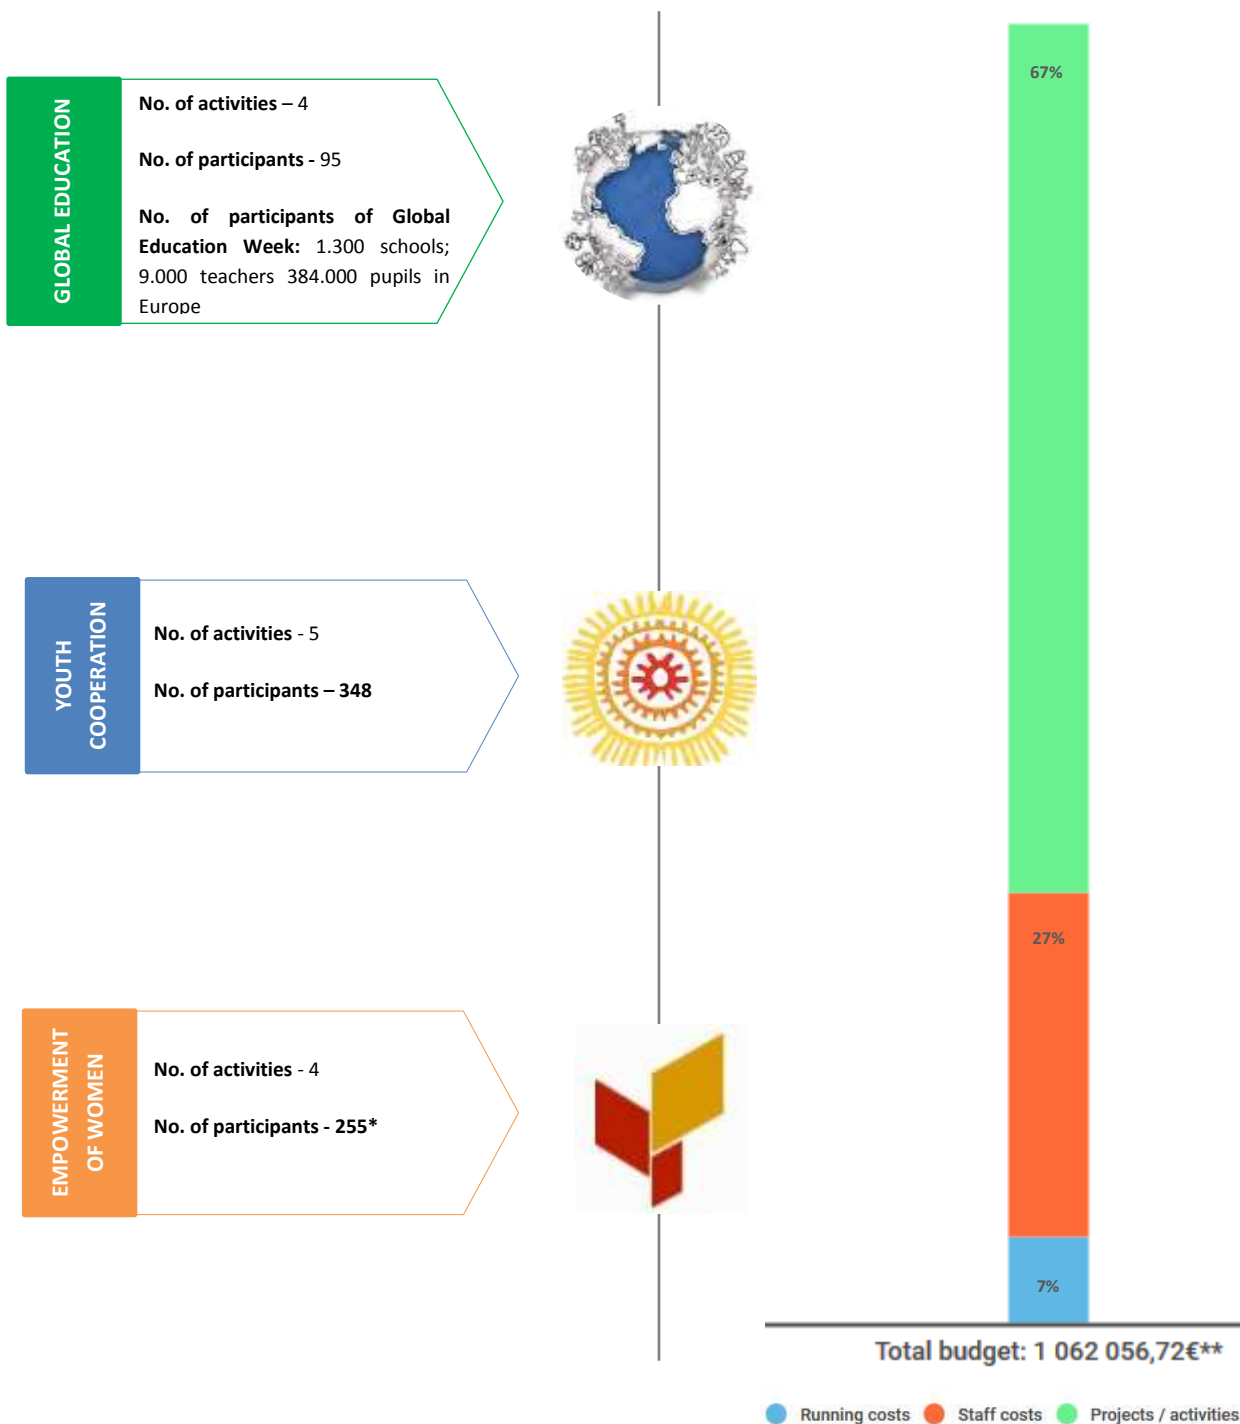 GLOBAL EDUCATION
No. of activities – 4
No. of participants - 95
No. of participants of Global
Education Week: 1.300 schools;
9.000 teachers 384.000 pupils in
Europe
YOUTH
COOPERATION
No. of activities - 5
No. of participants – 348
EMPOWERMENT
OF WOMEN
No. of activities - 4
No. of participants - 255*
67%
27%
7%
Total budget: 1 062 056,72€**
Running costs
Staff costs
Projects / activities